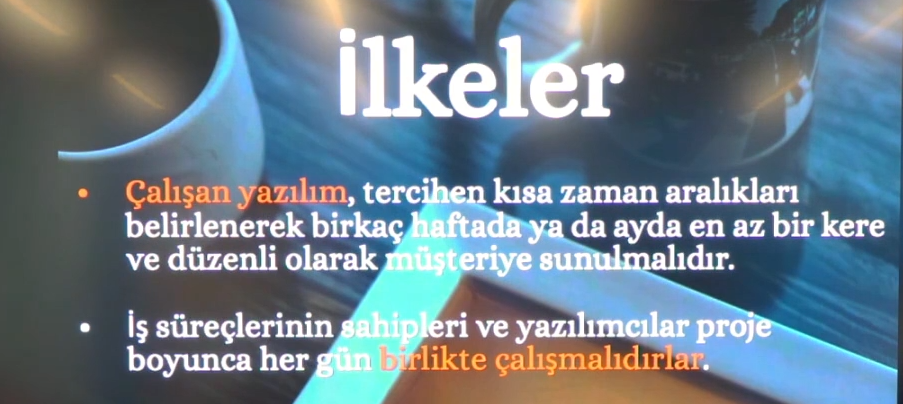 İlkeler
• Çalışan yazılım, tercihen kısa zaman aralıkları
belirlenerek birkaç haftada ya da ayda en az bir kere
ve düzenli olarak müşteriye sunulmalıdır.
• İş süreçlerinin sahipleri ve yazılımcılar proje
boyunca her gün birlikte çalışmalıdırlar.